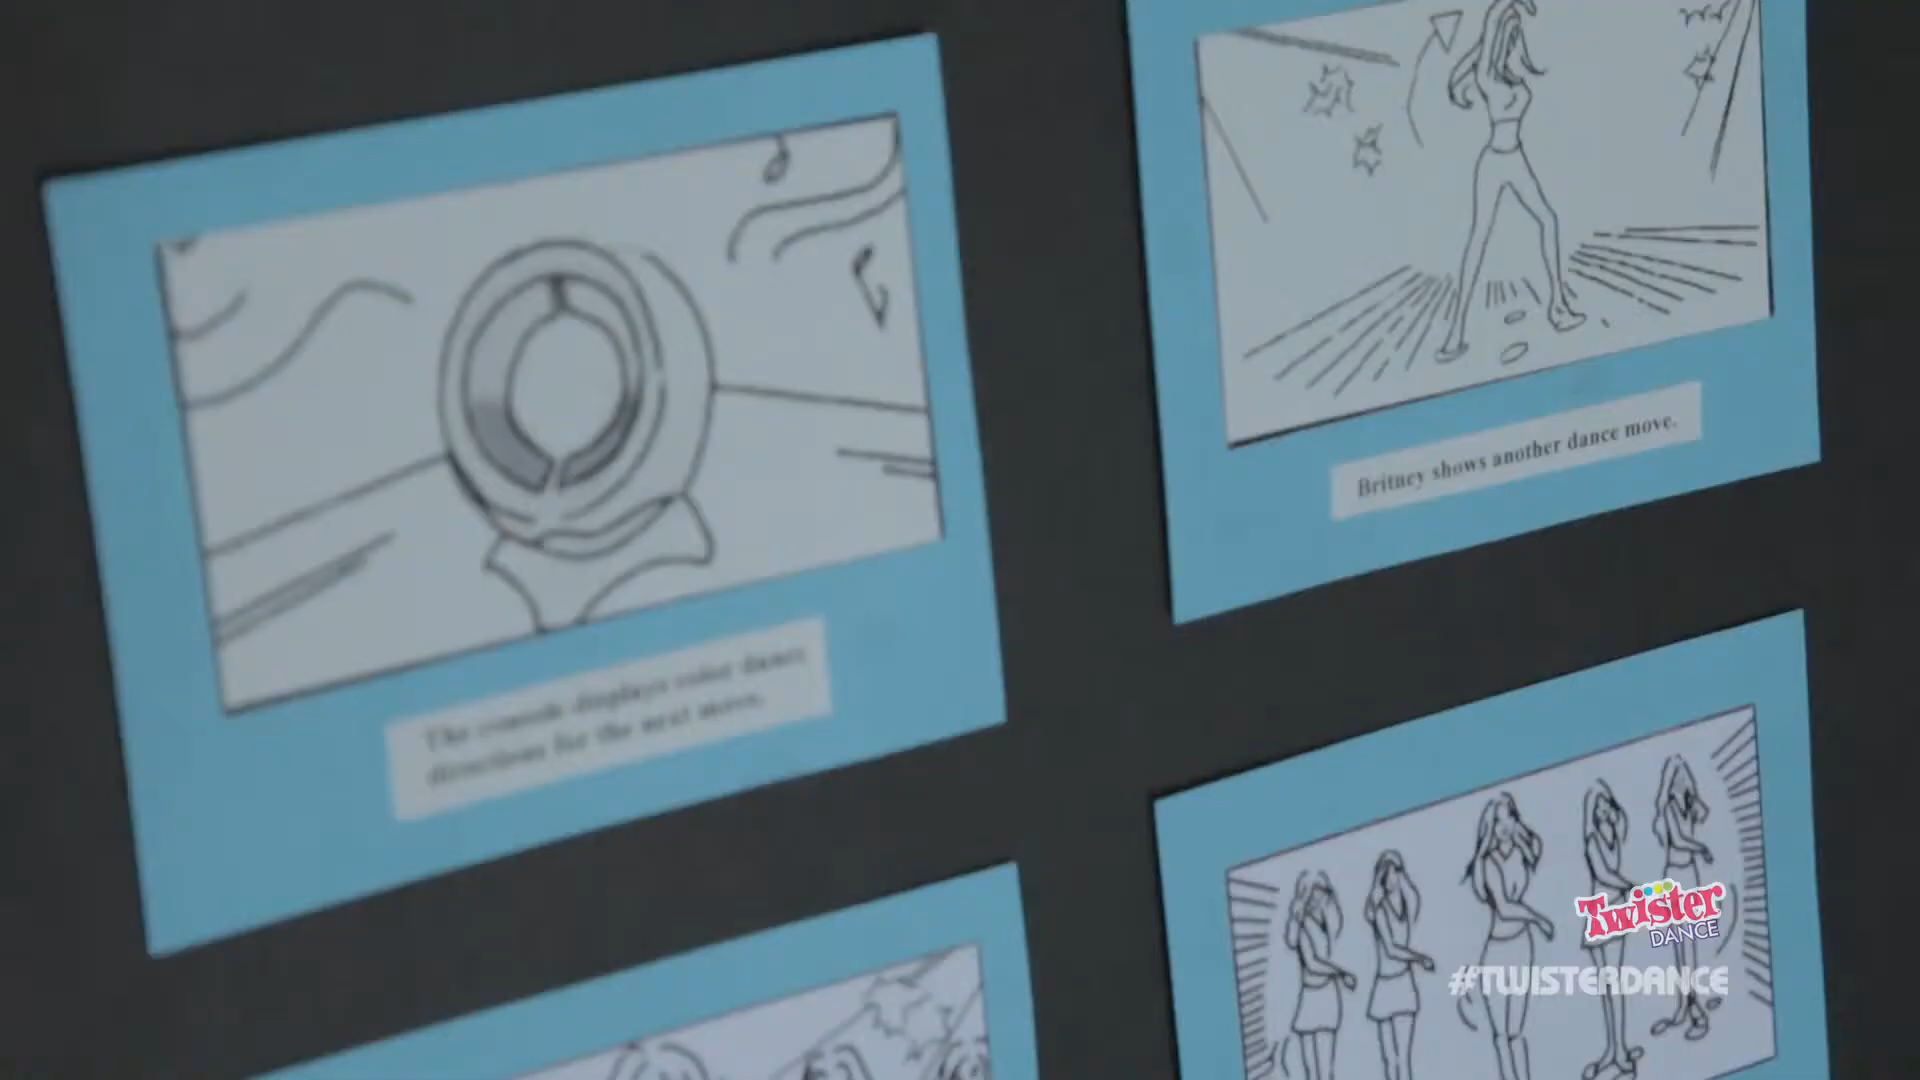 Britney shows another dance move.
The console displays color dance
directions for the next move.
Twister
DANCE
#TWISTERDANCE